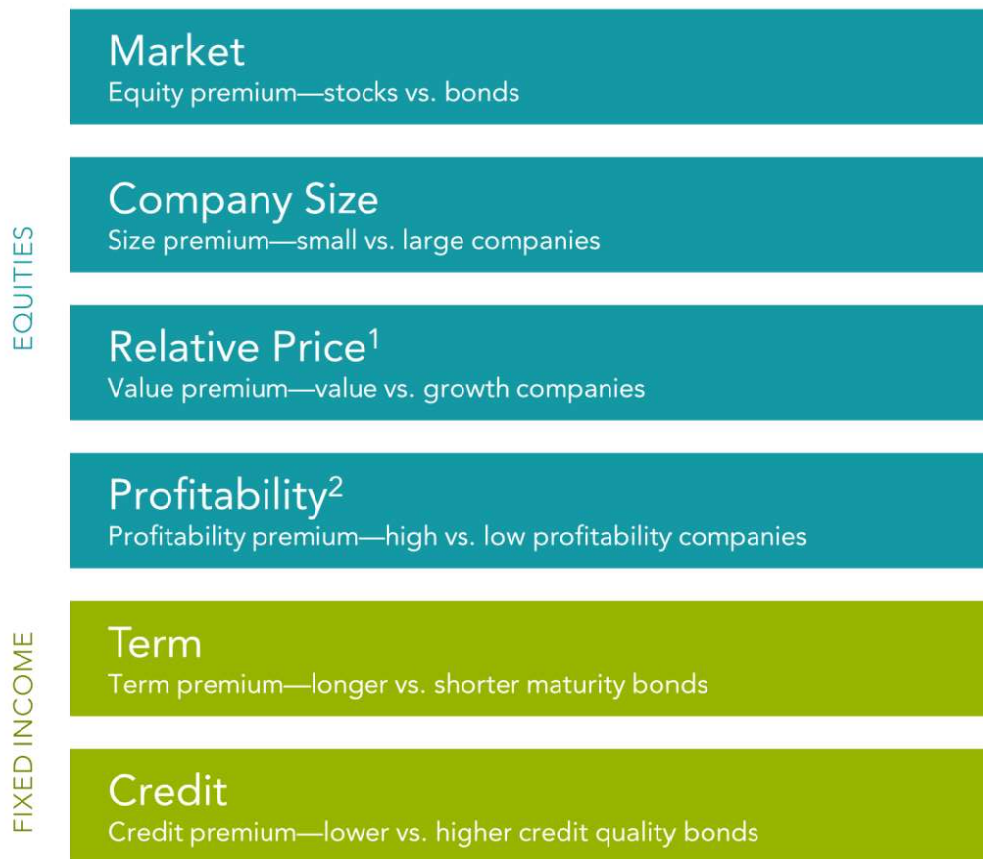 EQUITIES
Market
Equity premium—stocks vs. bonds
Company Size
Size premium—small vs. large companies
Relative Price¹
Value premium—value vs. growth companies
Profitability²
Profitability premium—high vs. low profitability companies
FIXED INCOME
Term
Term premium—longer vs. shorter maturity bonds
Credit
Credit premium—lower vs. higher credit quality bonds